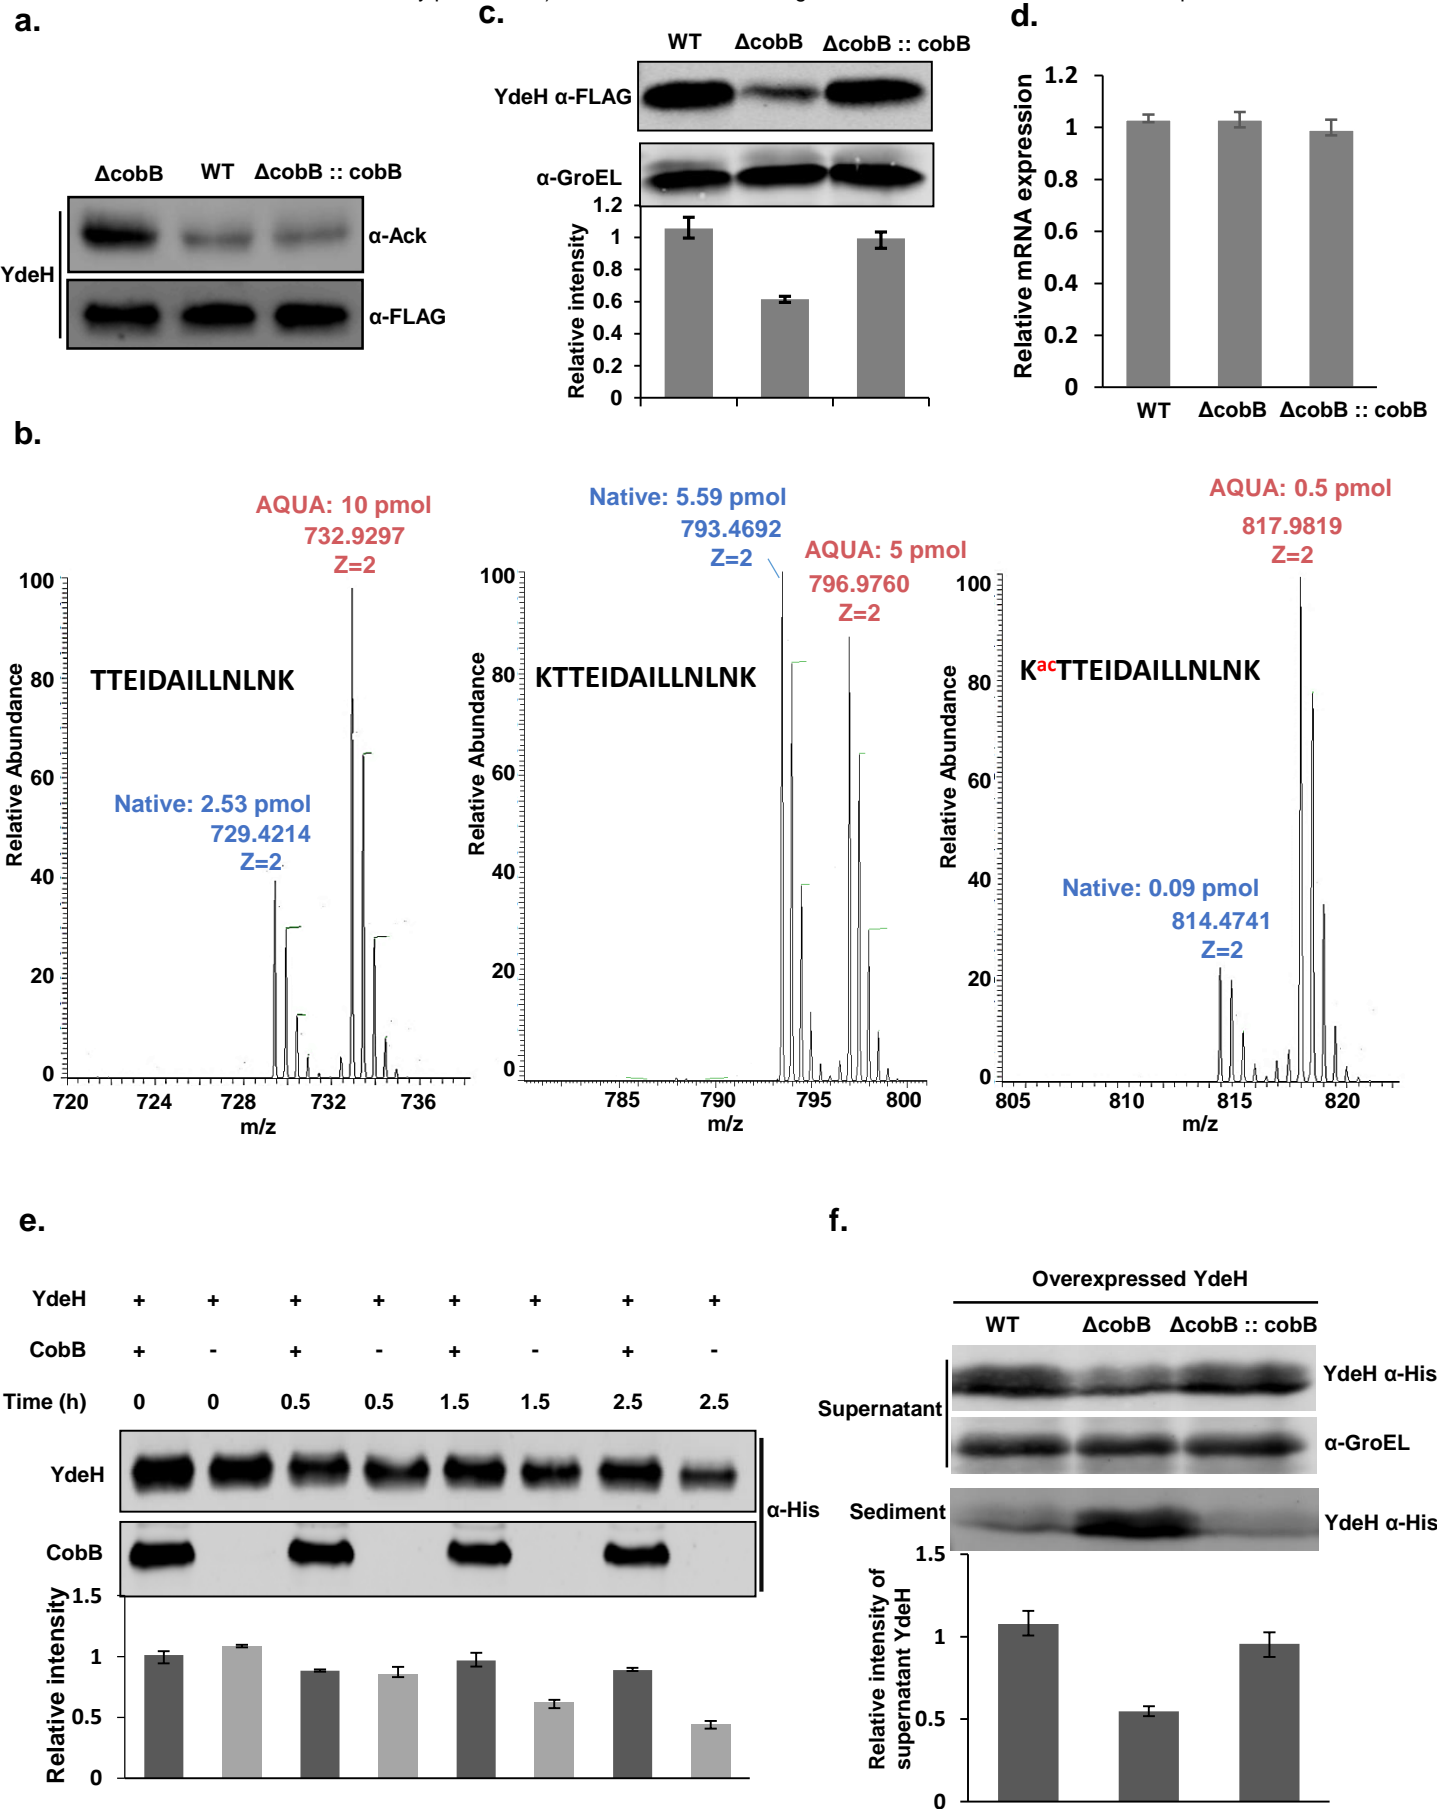 a.
ΔcobB WT ΔcobB :: cobB
YdeH
α-Ack
α-FLAG
c.
WT ΔcobB ΔcobB :: cobB
YdeH α-FLAG
α-GroEL
Relative intensity
1.2
1
0.8
0.6
0.4
0.2
0
d.
Relative mRNA expression
1.2
1
0.8
0.6
0.4
0.2
0
WT ΔcobB ΔcobB :: cobB
b.
AQUA: 10 pmol
732.9297
Z=2
TTEIDAILLNLNK
Native: 2.53 pmol
729.4214
Z=2
Relative Abundance
100
80
60
40
20
0
720 724 728 732 736
m/z
Native: 5.59 pmol
793.4692
Z=2
AQUA: 5 pmol
796.9760
Z=2
KTTEIDAILLNLNK
Relative Abundance
100
80
60
40
20
0
785 790 795 800
m/z
AQUA: 0.5 pmol
817.9819
Z=2
KacTTEIDAILLNLNK
Native: 0.09 pmol
814.4741
Z=2
Relative Abundance
100
80
60
40
20
0
805 810 815 820
m/z
e.
YdeH + + + + + + + +
CobB + - + - + - + -
Time (h) 0 0 0.5 0.5 1.5 1.5 2.5 2.5
YdeH
CobB
α-His
Relative intensity
1.5
1
0.5
0
f.
Overexpressed YdeH
WT ΔcobB ΔcobB :: cobB
Supernatant
YdeH α-His
α-GroEL
Sediment
YdeH α-His
Relative intensity of
supernatant YdeH
1.5
1
0.5
0